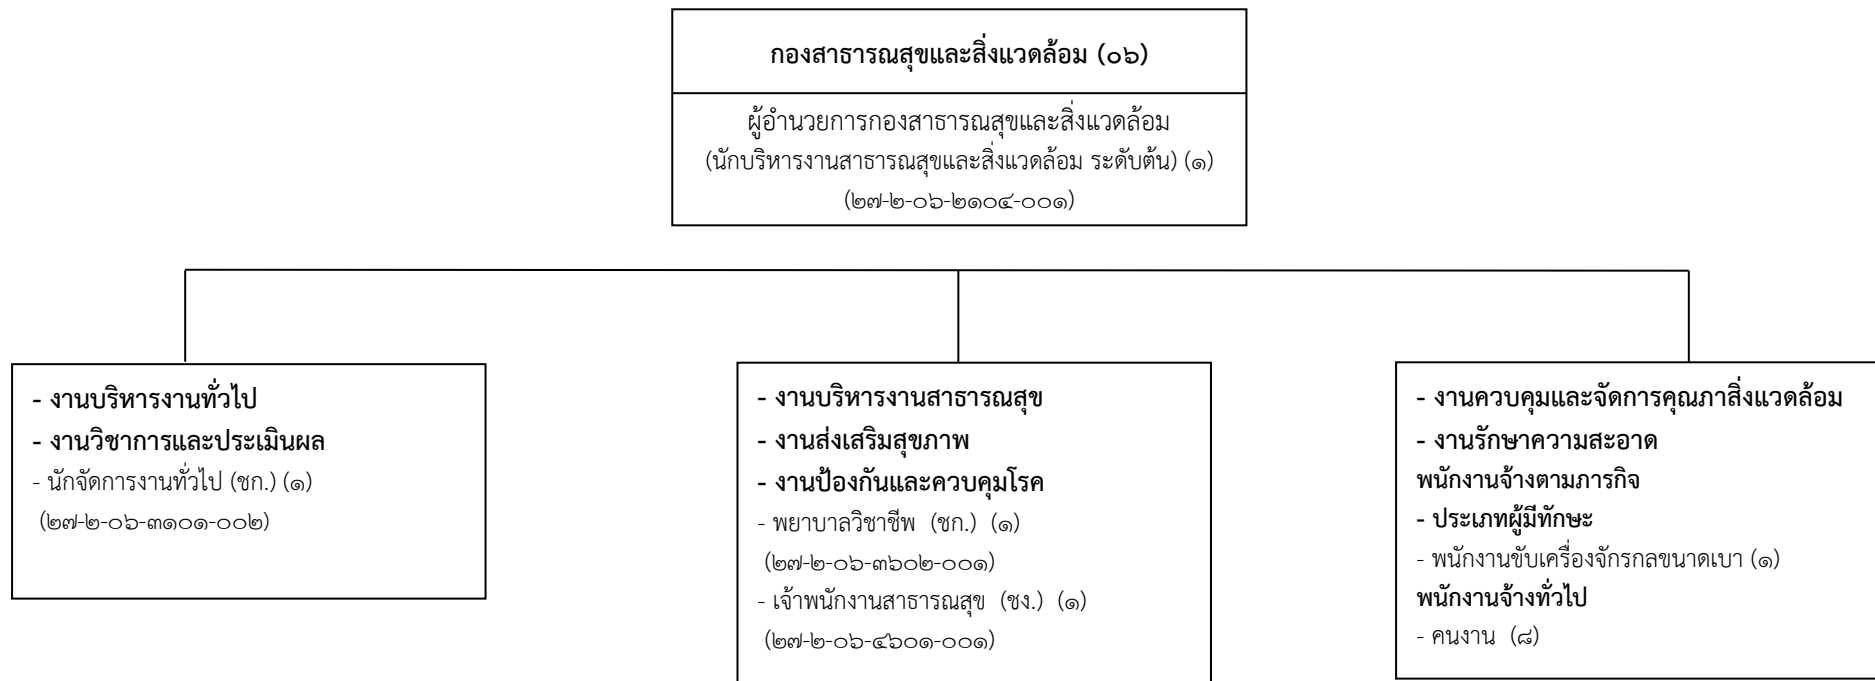 กองสาธารณสุขและสิ่งแวดล้อม (๐๖)
ผู้อำนวยการกองสาธารณสุขและสิ่งแวดล้อม
(นักบริหารงานสาธารณสุขและสิ่งแวดล้อม ระดับต้น) (๑)
(๒๗-๒-๐๖-๒๑๐๔-๐๐๑)
- งานบริหารงานทั่วไป
- งานวิชาการและประเมินผล
- นักจัดการงานทั่วไป (ชก.) (๑)
(๒๗-๒-๐๖-๓๑๐๑-๐๐๒)
- งานบริหารงานสาธารณสุข
- งานส่งเสริมสุขภาพ
- งานป้องกันและควบคุมโรค
- พยาบาลวิชาชีพ (ชก.) (๑)
(๒๗-๒-๐๖-๓๖๐๒-๐๐๑)
- เจ้าพนักงานสาธารณสุข (ชง.) (๑)
(๒๗-๒-๐๖-๔๖๐๑-๐๐๑)
- งานควบคุมและจัดการคุณภาสิ่งแวดล้อม
- งานรักษาความสะอาด
พนักงานจ้างตามภารกิจ
- ประเภทผู้มีทักษะ
- พนักงานขับเครื่องจักรกลขนาดเบา (๑)
พนักงานจ้างทั่วไป
- คนงาน (๘)